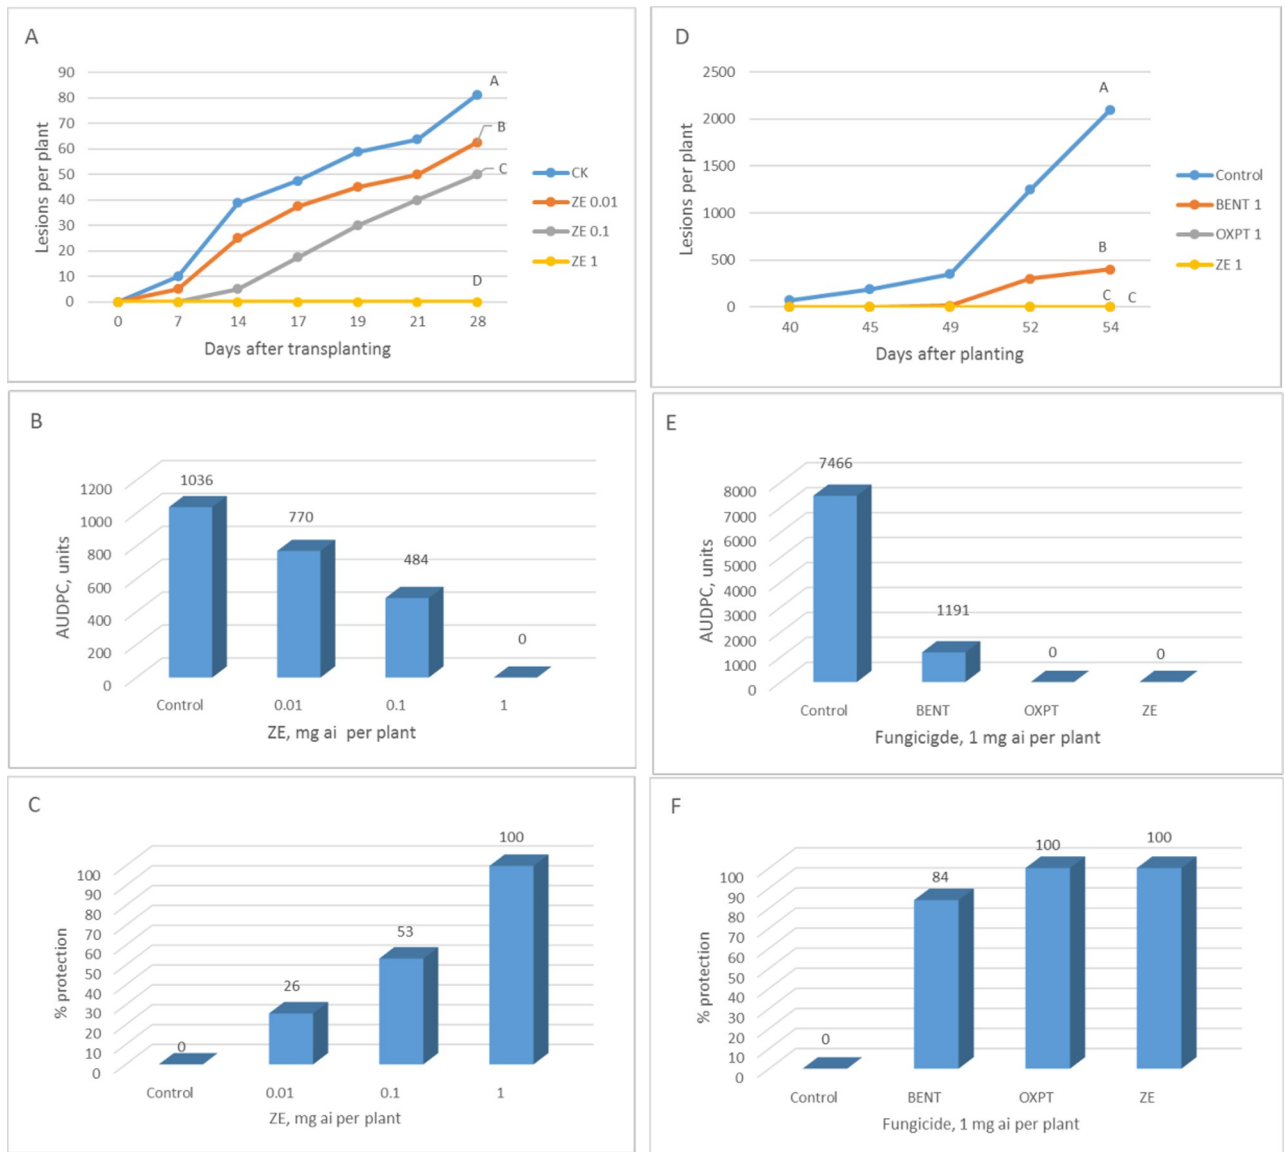 A
90
80
70
60
50
40
30
20
10
0
Lesions per plant
A
B
C
D
0 7 14 17 19 21 28
Days after transplanting
CK
ZE 0.01
ZE 0.1
ZE 1
D
2500
2000
1500
1000
500
0
Lesions per plant
A
B
C C
40 45 49 52 54
Days after planting
Control
BENT 1
OXPT 1
ZE 1
B
1200
1000
800
600
400
200
0
AUDPC, units
1036
770
484
0
Control 0.01 0.1 1
ZE, mg ai per plant
E
8000
7000
6000
5000
4000
3000
2000
1000
0
AUDPC, units
7466
1191
0
0
Control BENT OXPT ZE
Fungicigde, 1 mg ai per plant
C
100
90
80
70
60
50
40
30
20
10
0
% protection
0
26
53
100
Control 0.01 0.1 1
ZE, mg ai per plant
F
100
90
80
70
60
50
40
30
20
10
0
% protection
0
84
100
100
Control BENT OXPT ZE
Fungicide, 1 mg ai per plant